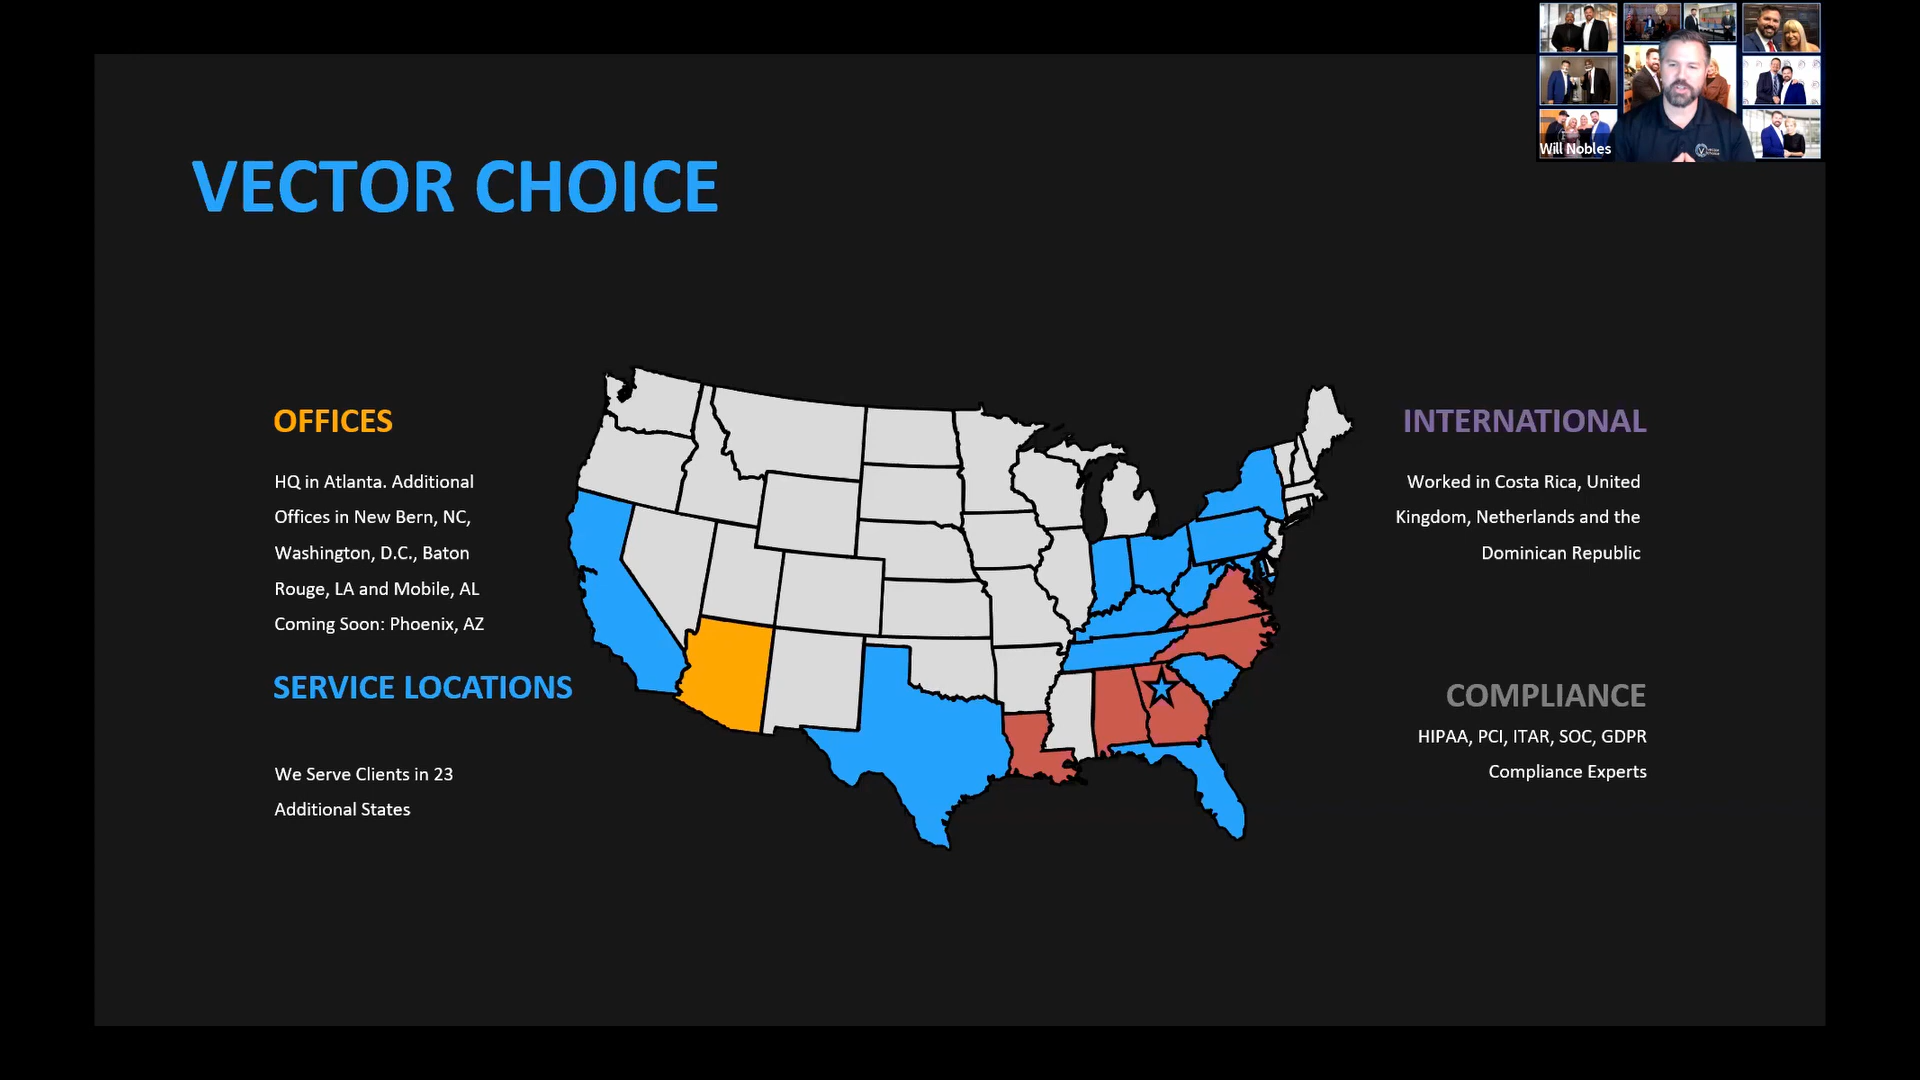 Will Nobles
VECTOR CHOICE
OFFICES
HQ in Atlanta. Additional
Offices in New Bern, NC,
Washington, D.C., Baton
Rouge, LA and Mobile, AL
Coming Soon: Phoenix, AZ
SERVICE LOCATIONS
We Serve Clients in 23
Additional States
INTERNATIONAL
Worked in Costa Rica, United
Kingdom, Netherlands and the
Dominican Republic
COMPLIANCE
HIPAA, PCI, ITAR, SOC, GDPR
Compliance Experts